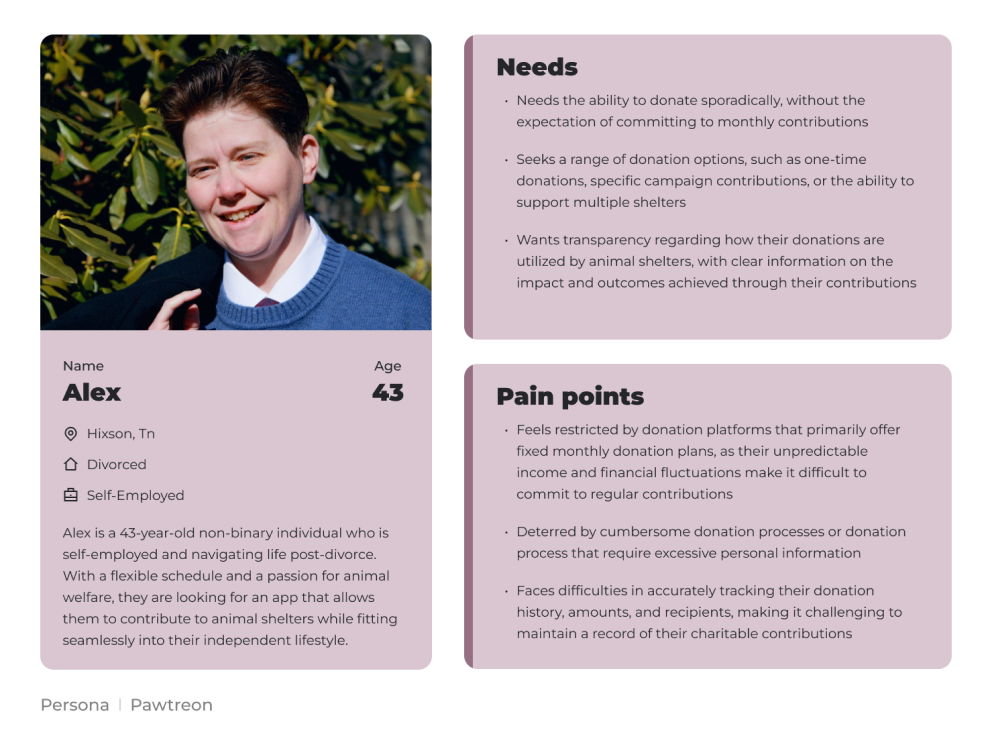 Name
Age
Alex
43
Hixson, Tn
Divorced
Self-Employed
Alex is a 43-year-old non-binary individual who is
self-employed and navigating life post-divorce.
With a flexible schedule and a passion for animal
welfare, they are looking for an app that allows
them to contribute to animal shelters while fitting
seamlessly into their independent lifestyle.
Needs
· Needs the ability to donate sporadically, without the
expectation of committing to monthly contributions
· Seeks a range of donation options, such as one-time
donations, specific campaign contributions, or the ability to
support multiple shelters
· Wants transparency regarding how their donations are
utilized by animal shelters, with clear information on the
impact and outcomes achieved through their contributions
Pain points
· Feels restricted by donation platforms that primarily offer
fixed monthly donation plans, as their unpredictable
income and financial fluctuations make it difficult to
commit to regular contributions
· Deterred by cumbersome donation processes or donation
process that require excessive personal information
· Faces difficulties in accurately tracking their donation
history, amounts, and recipients, making it challenging to
maintain a record of their charitable contributions
Persona | Pawtreon